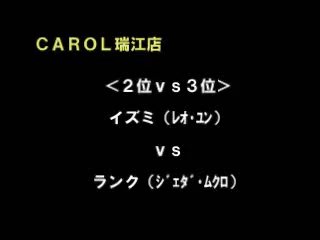 ＣＡＲＯＬ瑞江店
＜２位ｖｓ３位＞
イズミ（ﾚｵ･ﾕﾝ）
ｖｓ
ランク（ｼﾞｪﾀﾞ･ﾑｸﾛ）